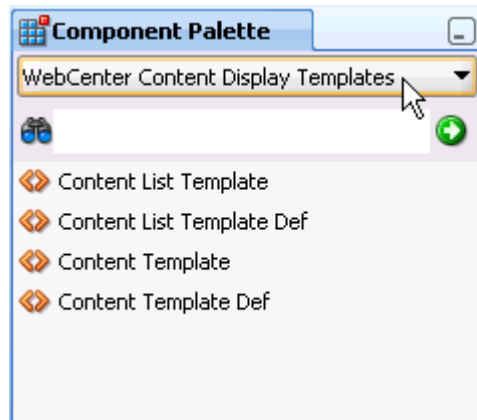 Component Palette
WebCenter Content Display Templates
Content List Template
Content List Template Def
Content Template
Content Template Def